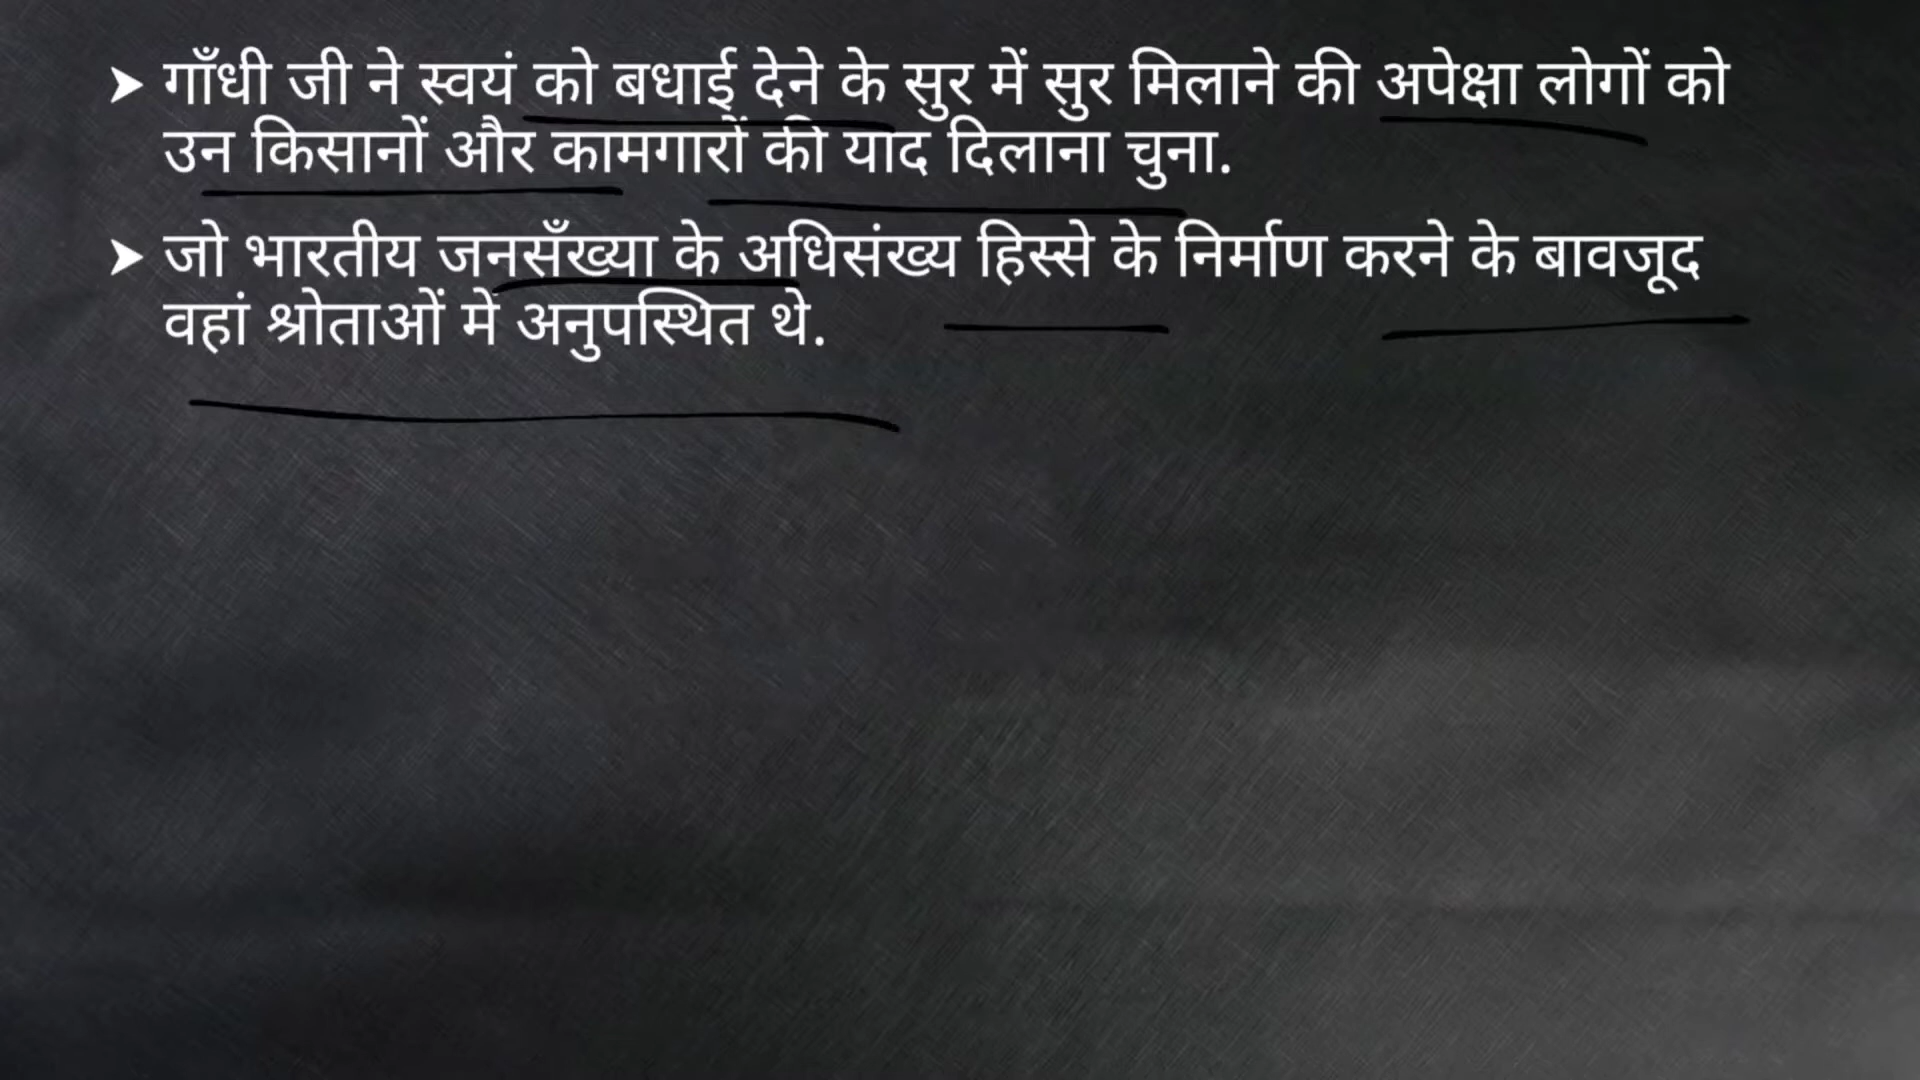 ➤ गाँधी जी ने स्वयं को बधाई देने के सुर में सुर मिलाने की अपेक्षा लोगों को
उन किसानों और कामगारों की याद दिलाना चुना.
➤ जो भारतीय जनसँख्या के अधिसंख्य हिस्से के निर्माण करने के बावजूद
वहां श्रोताओं में अनुपस्थित थे.